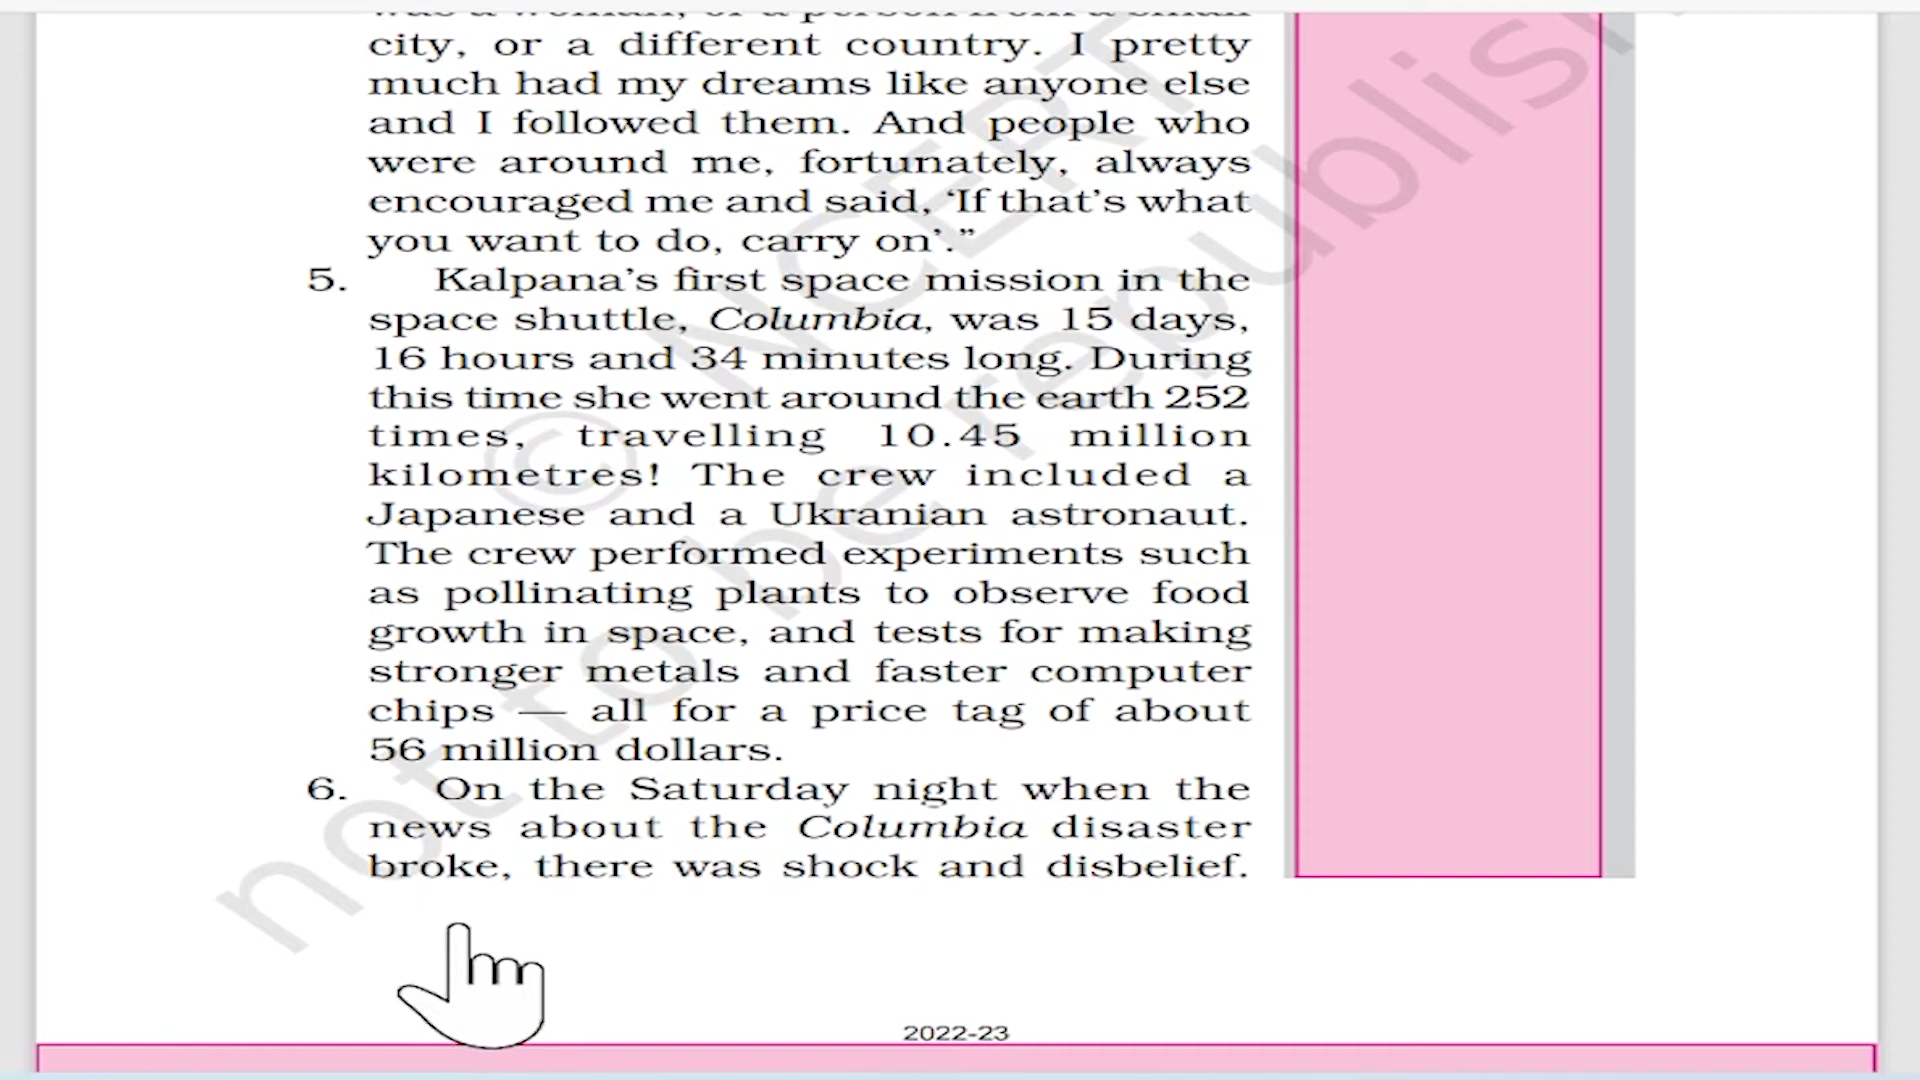 was a woman, or a person from a small
city, or a different country. I pretty
much had my dreams like anyone else
and I followed them. And people who
were around me, fortunately, always
encouraged me and said, ‘If that’s what
you want to do, carry on’.”
5. Kalpana’s first space mission in the
space shuttle, Columbia, was 15 days,
16 hours and 34 minutes long. During
this time she went around the earth 252
times, travelling 10.45 million
kilometres! The crew included a
Japanese and a Ukranian astronaut.
The crew performed experiments such
as pollinating plants to observe food
growth in space, and tests for making
stronger metals and faster computer
chips — all for a price tag of about
56 million dollars.
6. On the Saturday night when the
news about the Columbia disaster
broke, there was shock and disbelief.
© NCERT
not to be republish
2022-23